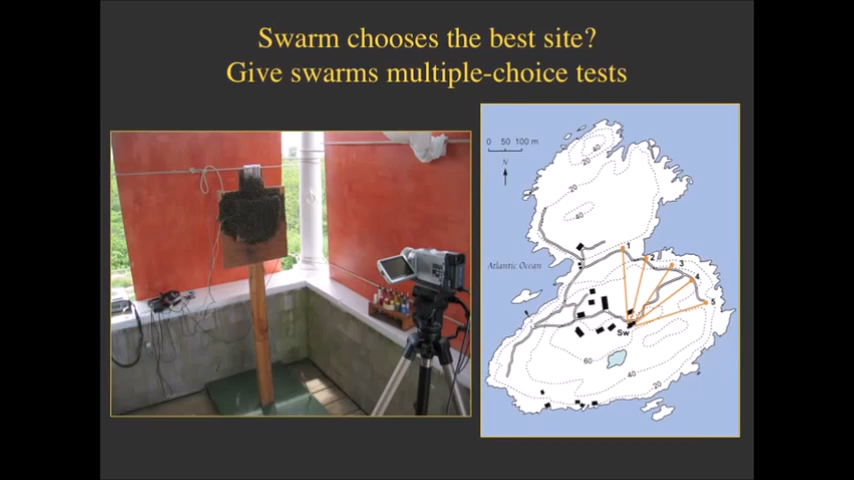 Swarm chooses the best site?
Give swarms multiple-choice tests
0 50 100 m
N
20
20
40
Atlantic Ocean
1
2
3
4
5
Sw
60
40
20